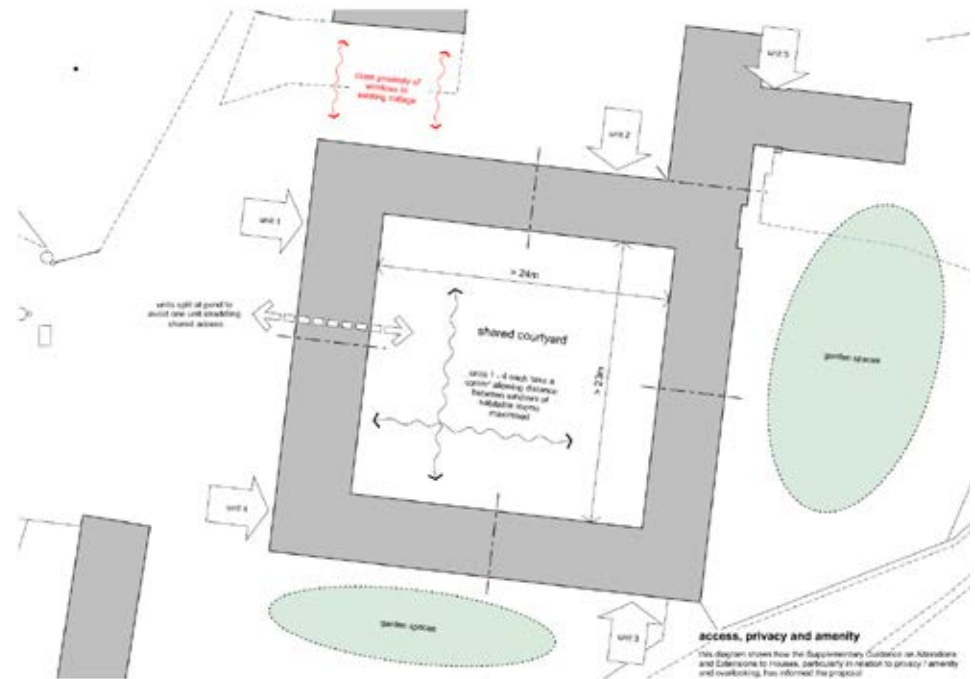 close proximity of
windows in
existing cottage
unit 5
unit 2
unit 1
> 24m
units split at pend to
avoid one unit straddling
shared access
shared courtyard
> 23m
garden spaces
units 1 - 4 each take a
corner allowing distance
between windows of
habitable rooms
maximised
unit 4
garden spaces
unit 3
access, privacy and amenity
this diagram shows how the Supplementary Guidance on Alterations
and Extensions to Houses, particularly in relation to privacy / amenity
and overlooking, has informed the proposal